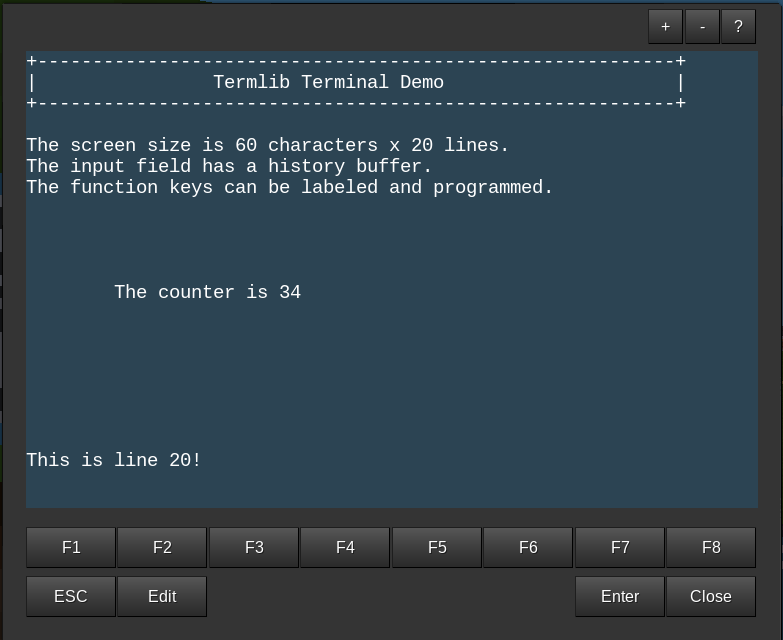 + - ?
+----------------------------------------------------------+
|                Termlib Terminal Demo                     |
+----------------------------------------------------------+
The screen size is 60 characters x 20 lines.
The input field has a history buffer.
The function keys can be labeled and programmed.
The counter is 34
This is line 20!
F1 F2 F3 F4 F5 F6 F7 F8
ESC Edit Enter Close